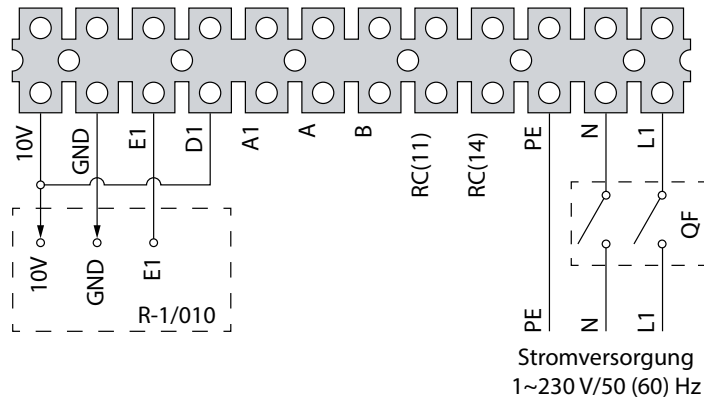 10V GND E1 D1 A1 A B RC(11) RC(14) PE N L1
QF
10V GND E1
R-1/010
PE N L1
Stromversorgung
1~230 V/50 (60) Hz